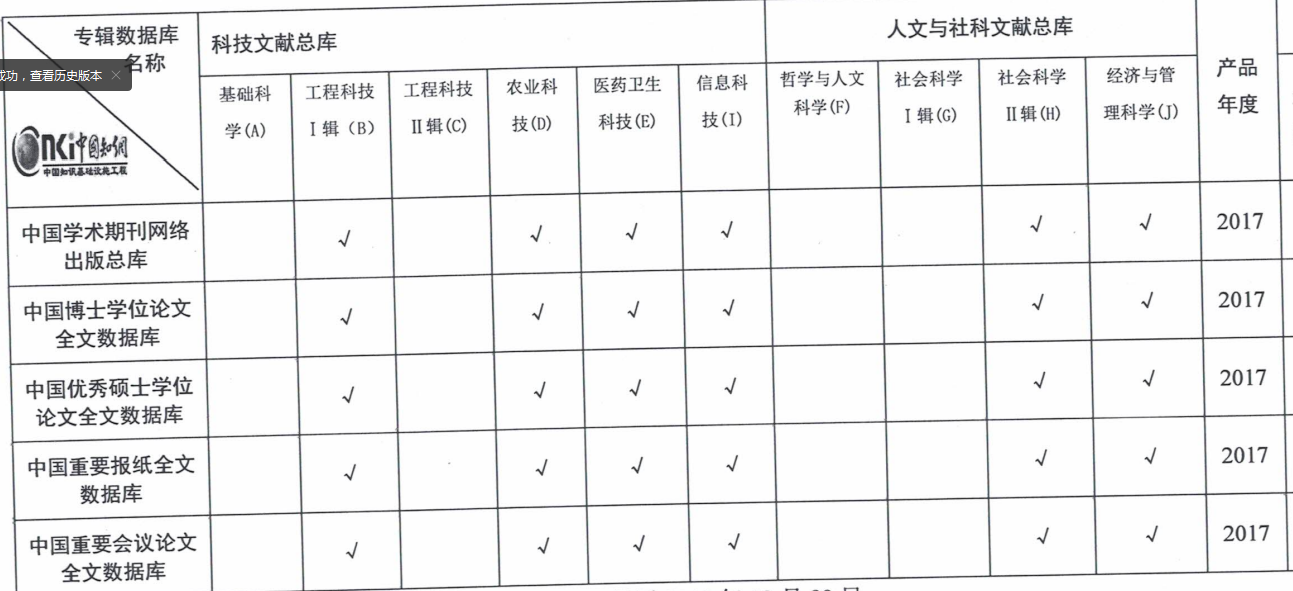 专辑数据库
名称
成功，查看历史版本 ×
CNKi中国知网
中国知识基础设施工程
科技文献总库
人文与社科文献总库
产品
年度
基础科
学(A)
工程科技
Ⅰ辑（B）
工程科技
Ⅱ辑(C)
农业科
技(D)
医药卫生
科技(E)
信息科
技(I)
哲学与人文
科学(F)
社会科学
Ⅰ辑(G)
社会科学
Ⅱ辑(H)
经济与管
理科学(J)
中国学术期刊网络
出版总库
√ √ √ √ √ √ 2017
中国博士学位论文
全文数据库
√ √ √ √ √ √ 2017
中国优秀硕士学位
论文全文数据库
√ √ √ √ √ √ 2017
中国重要报纸全文
数据库
√ √ √ √ √ √ 2017
中国重要会议论文
全文数据库
√ √ √ √ √ √ 2017